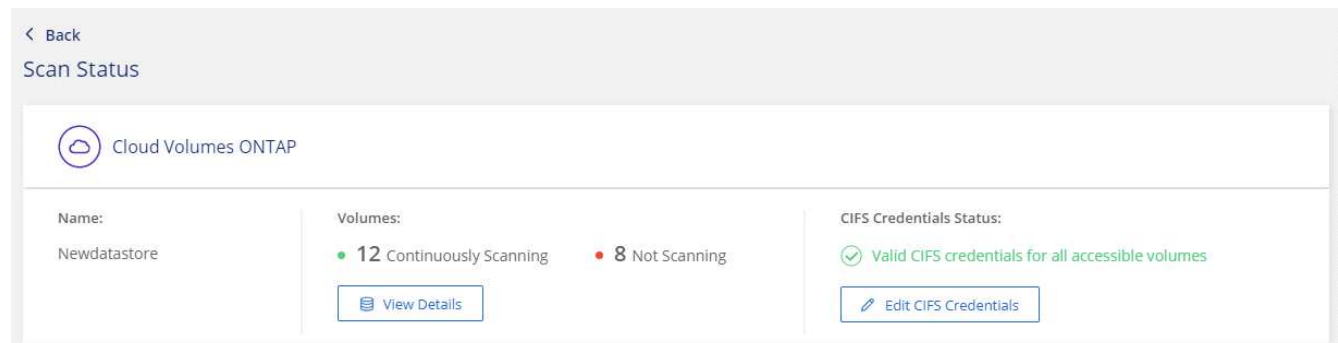 Back
Scan Status
Cloud Volumes ONTAP
Name:
Newdatastore
Volumes:
12 Continuously Scanning
8 Not Scanning
View Details
CIFS Credentials Status:
Valid CIFS credentials for all accessible volumes
Edit CIFS Credentials